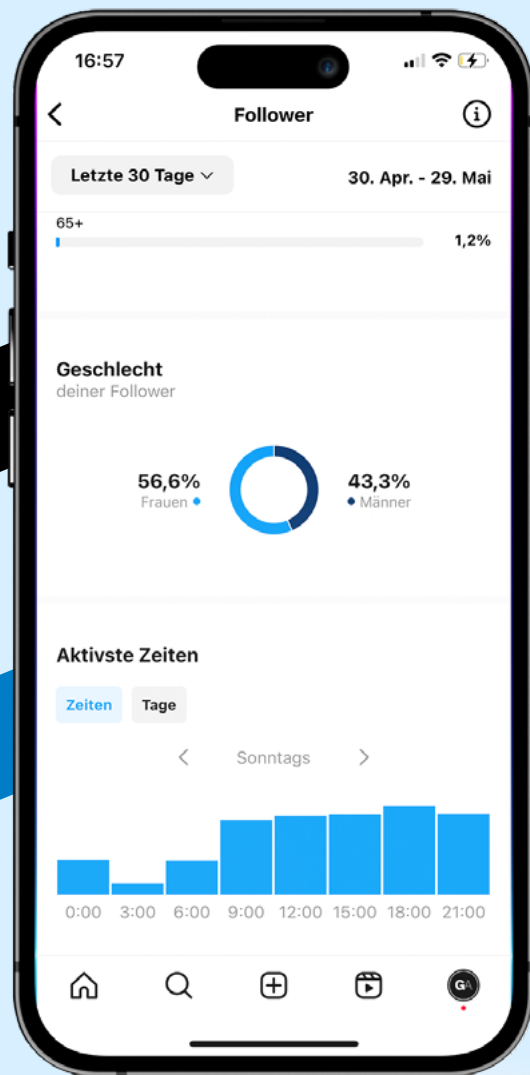 16:57
Follower
Letzte 30 Tage
30. Apr. - 29. Mai
65+
1,2%
Geschlecht
deiner Follower
56,6%
Frauen
43,3%
Männer
Aktivste Zeiten
Zeiten Tage
Sonntags
0:00 3:00 6:00 9:00 12:00 15:00 18:00 21:00
GA